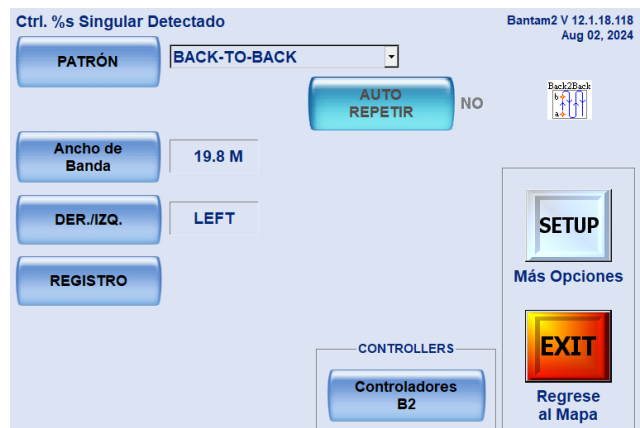 Ctrl. %s Singular Detectado
Bantam2 V 12.1.18.118
Aug 02, 2024
PATRÓN
BACK-TO-BACK
AUTO
REPETIR
NO
Back2Back
b
a
Ancho de
Banda
19.8 M
DER./IZQ.
LEFT
SETUP
REGISTRO
Más Opciones
CONTROLLERS
EXIT
Controladores
B2
Regrese
al Mapa